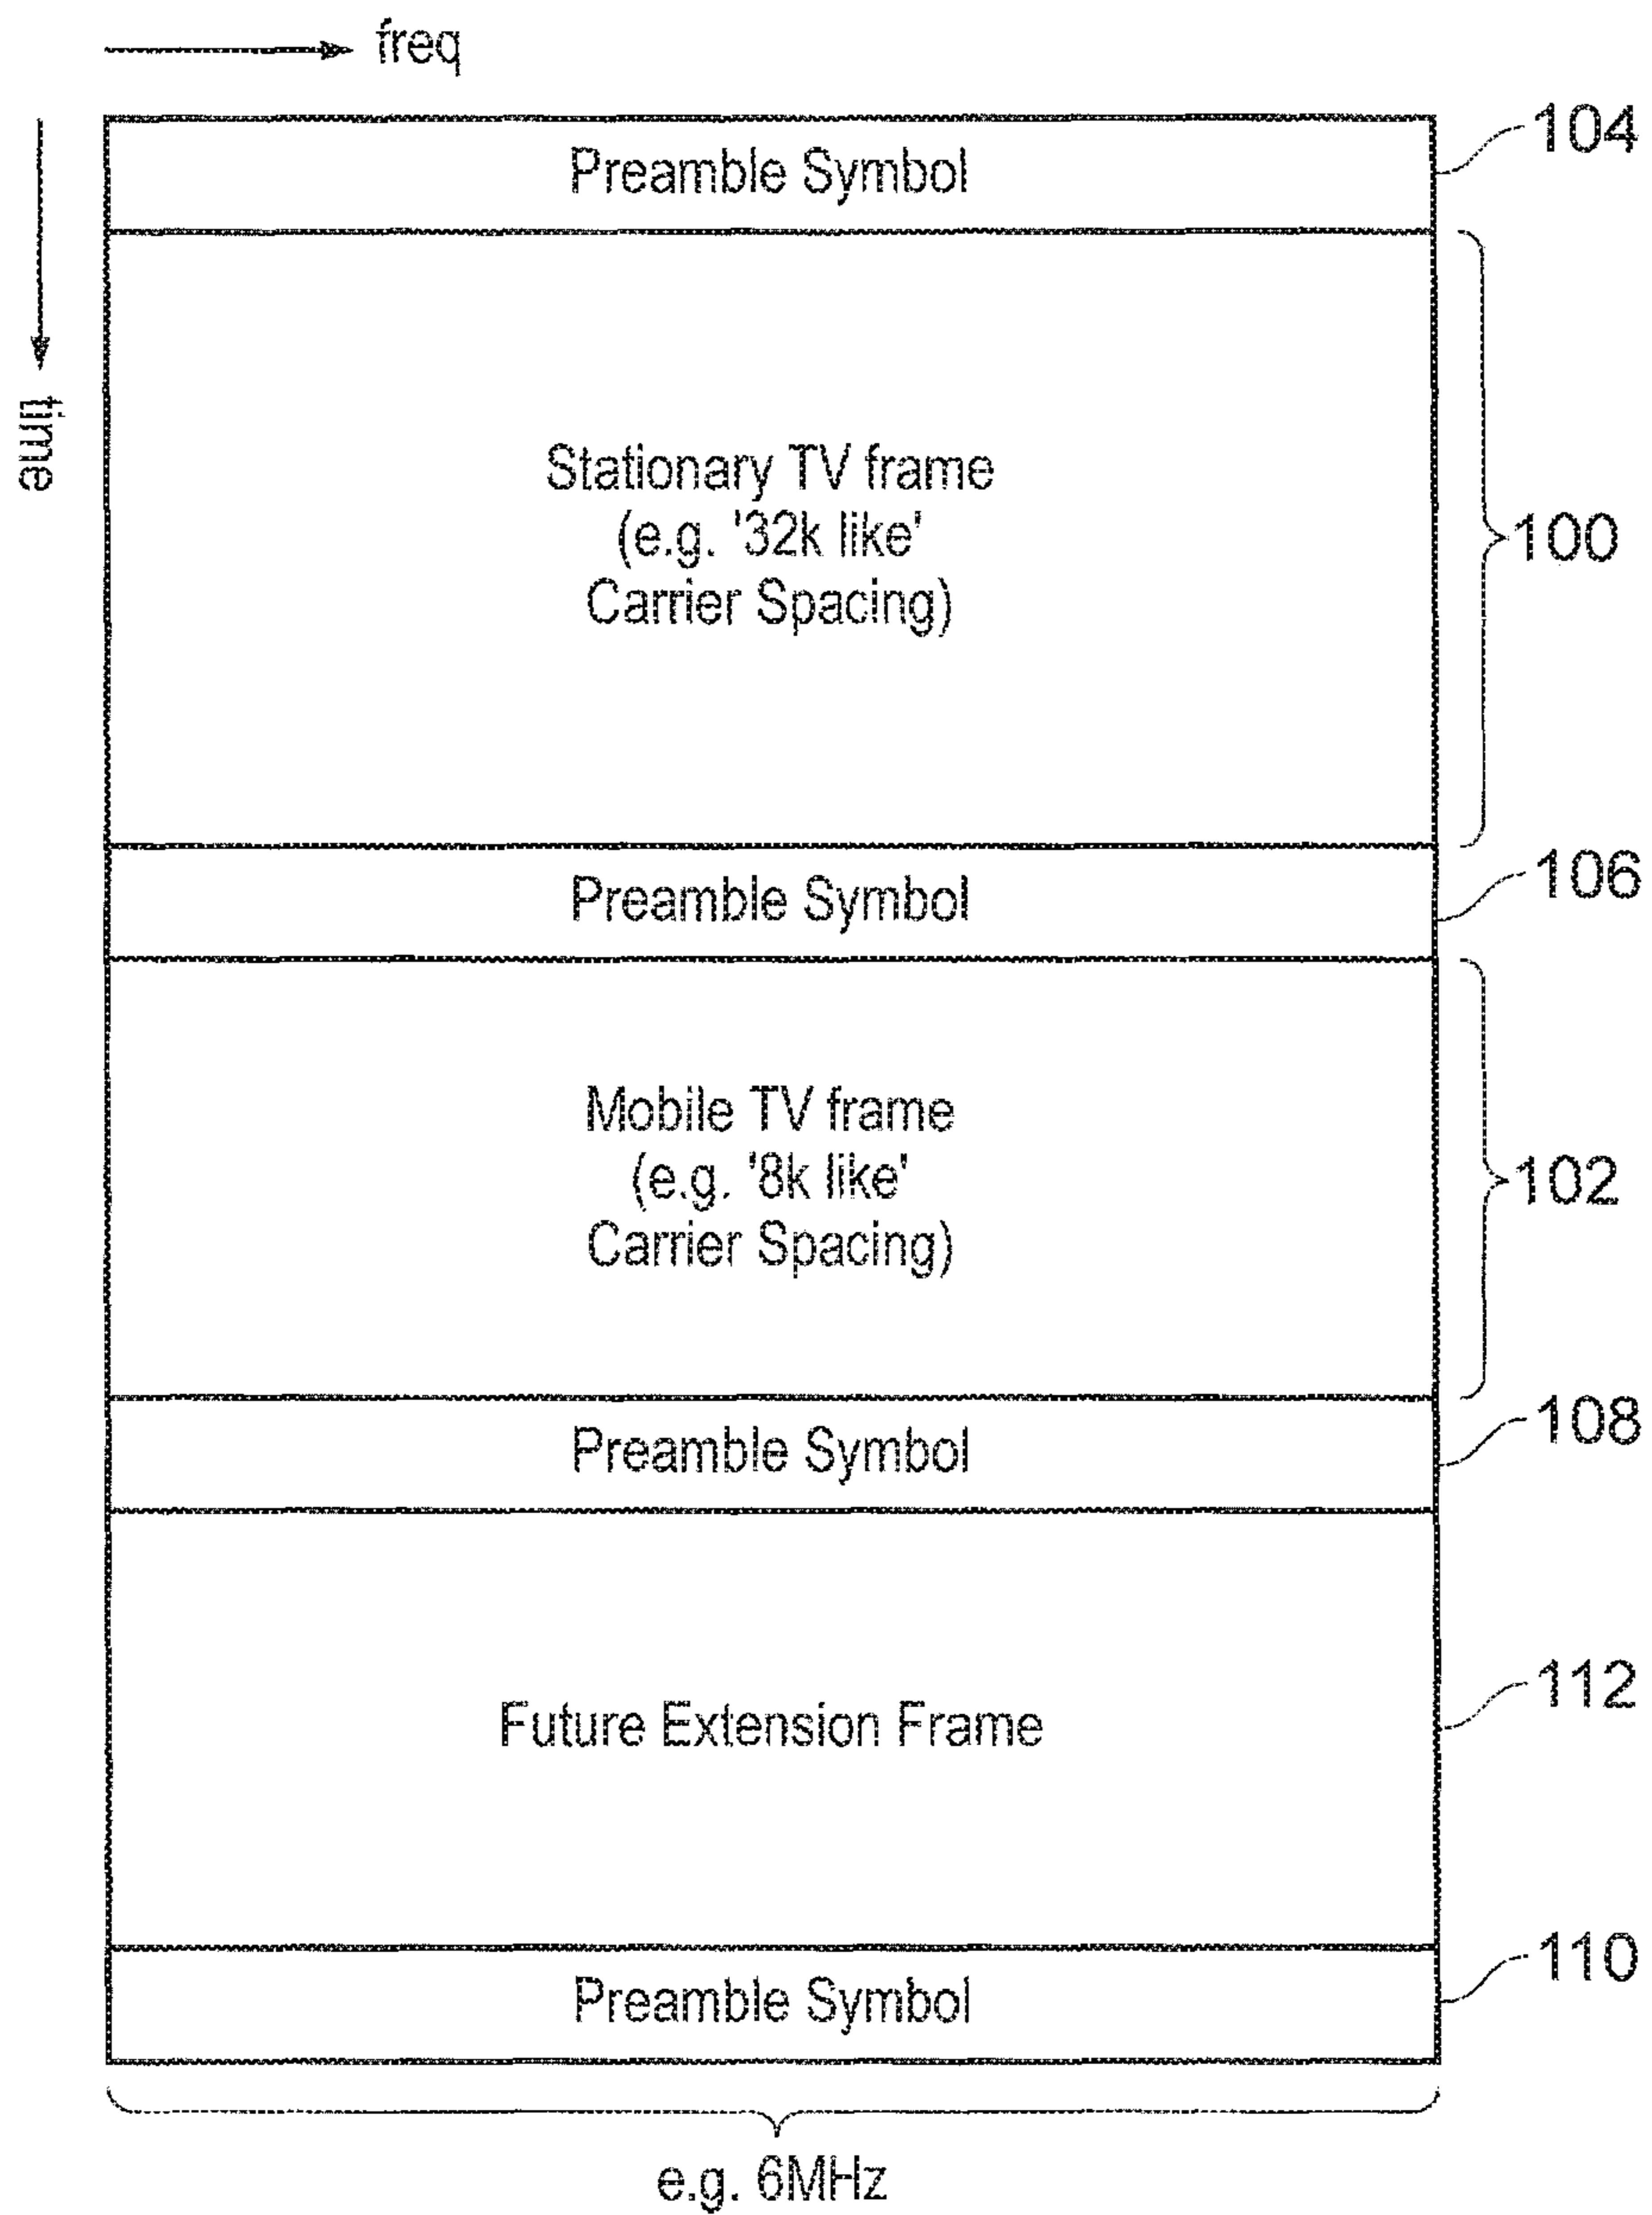 freq
time
Preamble Symbol
104
Stationary TV frame
(e.g. '32k like'
Carrier Spacing)
100
Preamble Symbol
106
Mobile TV frame
(e.g. '8k like'
Carrier Spacing)
102
Preamble Symbol
108
Future Extension Frame
112
Preamble Symbol
110
e.g. 6MHz